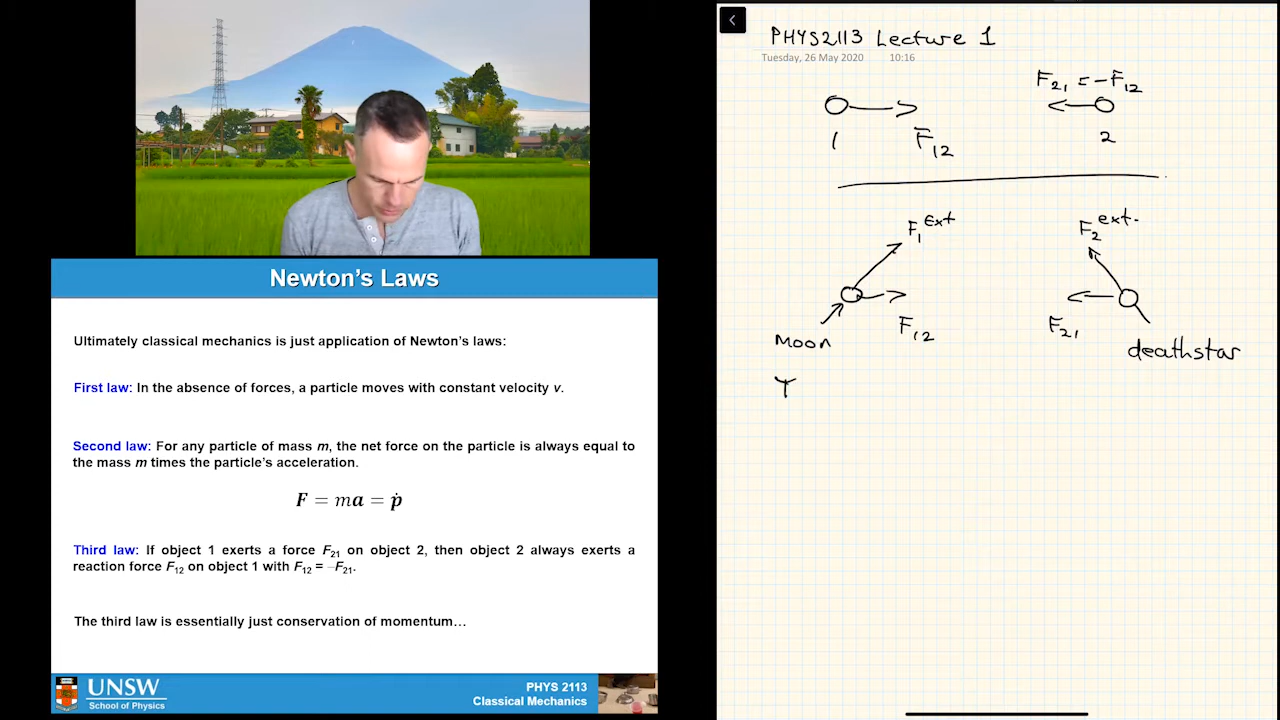 Newton's Laws
Ultimately classical mechanics is just application of Newton's laws:
First law: In the absence of forces, a particle moves with constant velocity v.
Second law: For any particle of mass m, the net force on the particle is always equal to
the mass m times the particle's acceleration.
F = ma = ṗ
Third law: If object 1 exerts a force F₂₁ on object 2, then object 2 always exerts a
reaction force F₁₂ on object 1 with F₁₂ = –F₂₁.
The third law is essentially just conservation of momentum…
UNSW
School of Physics
PHYS 2113
Classical Mechanics
PHYS2113 Lecture 1
Tuesday, 26 May 2020 10:16
F₂₁ = -F₁₂
1 F₁₂ 2
F₁ Ext F₂ ext.
F₁₂ F₂₁
Moon deathstar
T